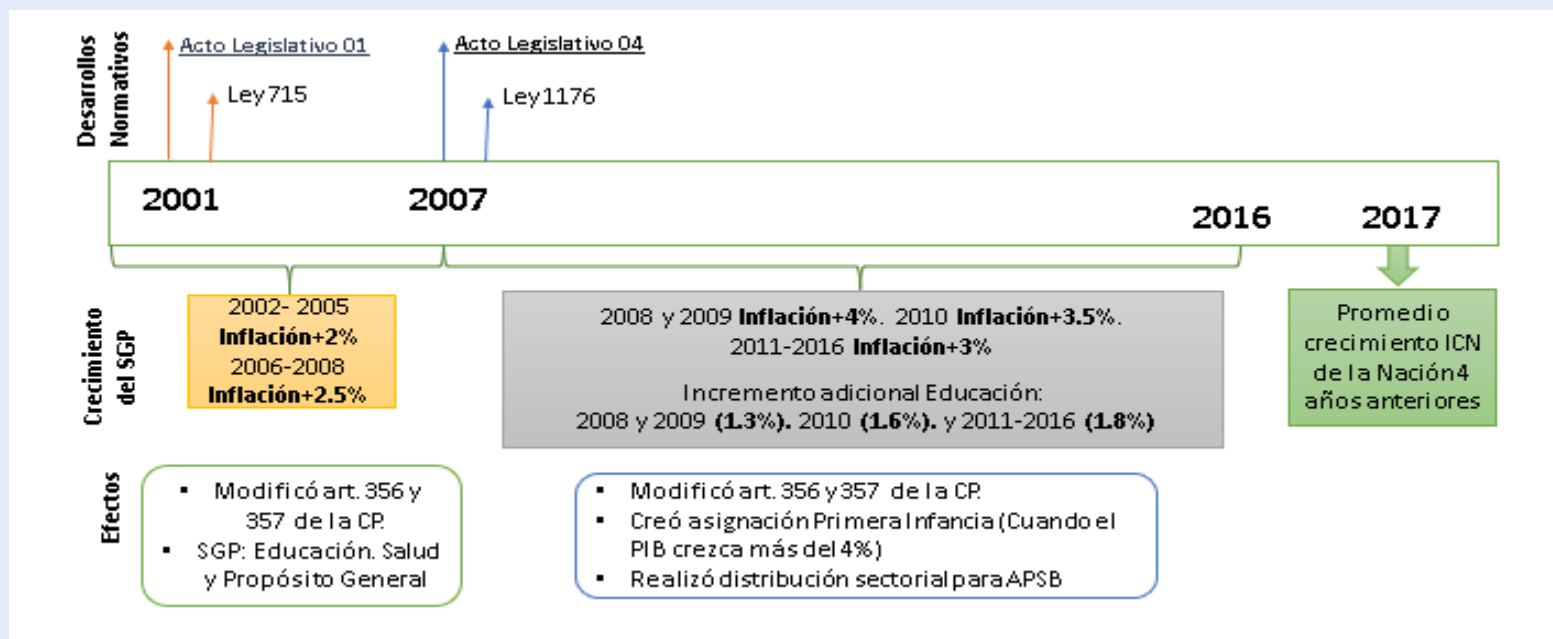 Desarrollos
Normativos
Acto Legislativo 01
Ley 715
Acto Legislativo 04
Ley 1176
2001
2007
2016
2017
Crecimiento
del SGP
2002- 2005
Inflación+2%
2006-2008
Inflación+2.5%
2008 y 2009 Inflación+4%. 2010 Inflación+3.5%.
2011-2016 Inflación+3%
Incremento adicional Educación:
2008 y 2009 (1.3%). 2010 (1.6%). y 2011-2016 (1.8%)
Promedio
crecimiento ICN
de la Nación 4
años anteriores
Efectos
▪ Modificó art. 356 y
357 de la CP.
▪ SGP: Educación. Salud
y Propósito General
▪ Modificó art. 356 y 357 de la CP.
▪ Creó asignación Primera Infancia (Cuando el
PIB crezca más del 4%)
▪ Realizó distribución sectorial para APSB